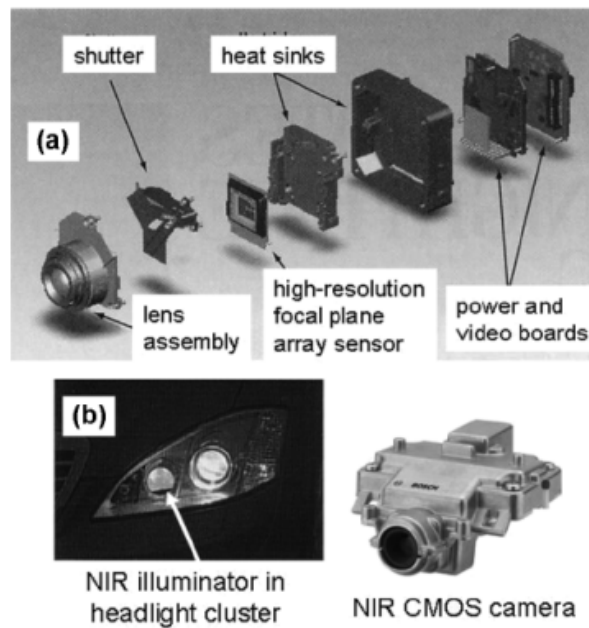 shutter
heat sinks
(a)
lens
assembly
high-resolution
focal plane
array sensor
power and
video boards
(b)
BOSCH
NIR illuminator in
headlight cluster
NIR CMOS camera